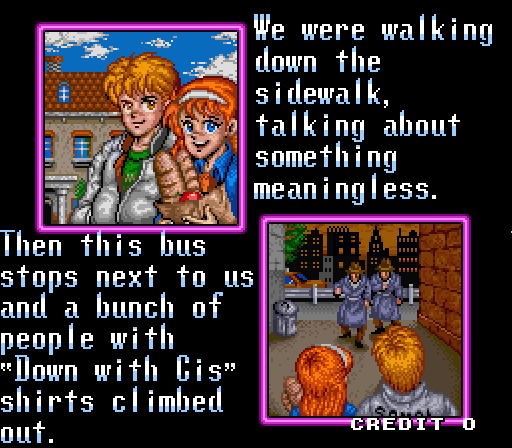 We were walking
down the
sidewalk,
talking about
something
meaningless.
Then this bus
stops next to us
and a bunch of
people with
"Down with Cis"
shirts climbed
out.
CREDIT 0